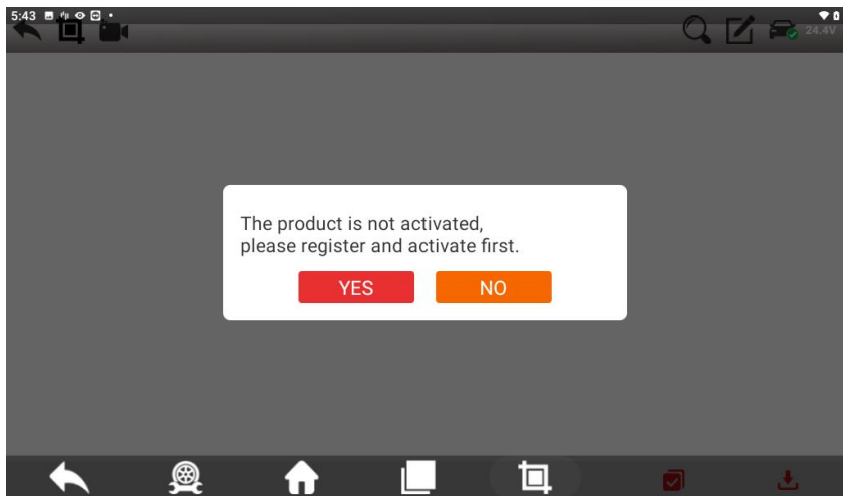 5:43
24.4V
The product is not activated,
please register and activate first.
YES
NO